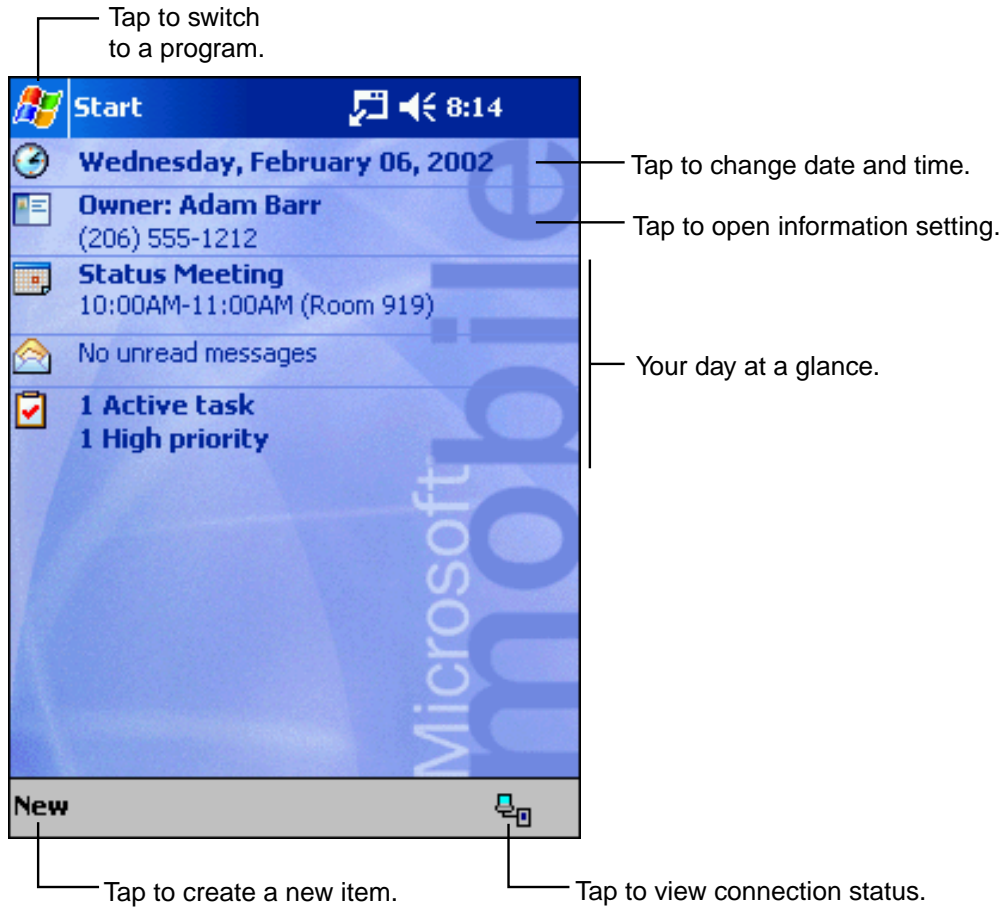 Tap to switch
to a program.
Start 8:14
Wednesday, February 06, 2002
Tap to change date and time.
Owner: Adam Barr
(206) 555-1212
Tap to open information setting.
Status Meeting
10:00AM-11:00AM (Room 919)
No unread messages
Your day at a glance.
1 Active task
1 High priority
Microsoft
mobile
New
Tap to create a new item.
Tap to view connection status.